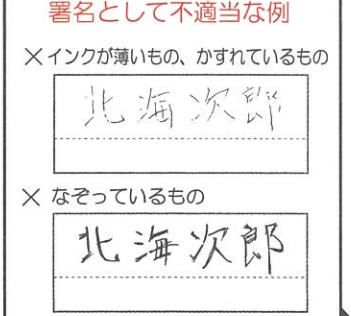 署名として不適当な例
×インクが薄いもの、かすれているもの
北海次郎
× なぞっているもの
北海次郎